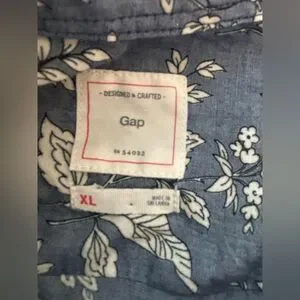 - DESIGNED & CRAFTED -
Gap
RN 54023
XL
MADE IN
SRI LANKA